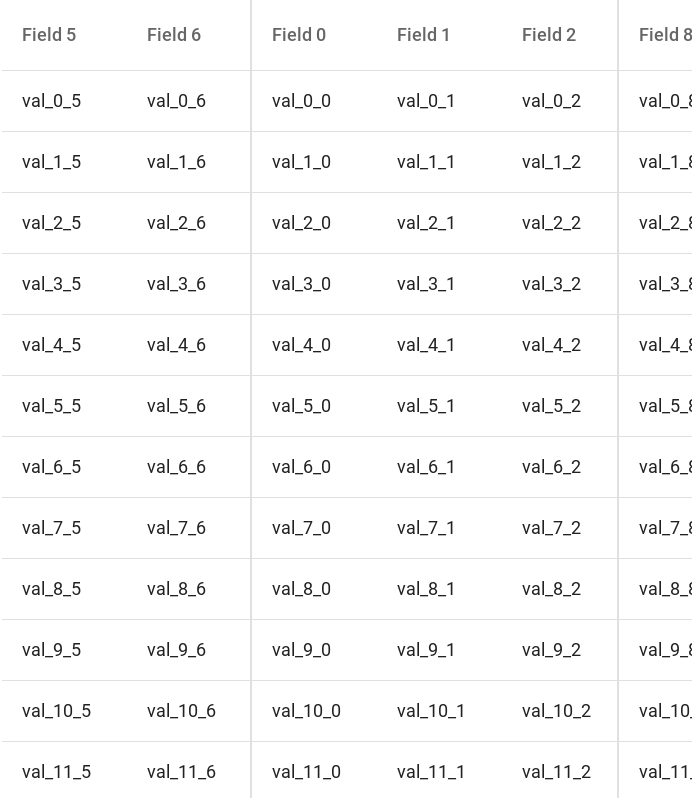 Field 5 Field 6 Field 0 Field 1 Field 2 Field 8
val_0_5 val_0_6 val_0_0 val_0_1 val_0_2 val_0_8
val_1_5 val_1_6 val_1_0 val_1_1 val_1_2 val_1_8
val_2_5 val_2_6 val_2_0 val_2_1 val_2_2 val_2_8
val_3_5 val_3_6 val_3_0 val_3_1 val_3_2 val_3_8
val_4_5 val_4_6 val_4_0 val_4_1 val_4_2 val_4_8
val_5_5 val_5_6 val_5_0 val_5_1 val_5_2 val_5_8
val_6_5 val_6_6 val_6_0 val_6_1 val_6_2 val_6_8
val_7_5 val_7_6 val_7_0 val_7_1 val_7_2 val_7_8
val_8_5 val_8_6 val_8_0 val_8_1 val_8_2 val_8_8
val_9_5 val_9_6 val_9_0 val_9_1 val_9_2 val_9_8
val_10_5 val_10_6 val_10_0 val_10_1 val_10_2 val_10_
val_11_5 val_11_6 val_11_0 val_11_1 val_11_2 val_11_